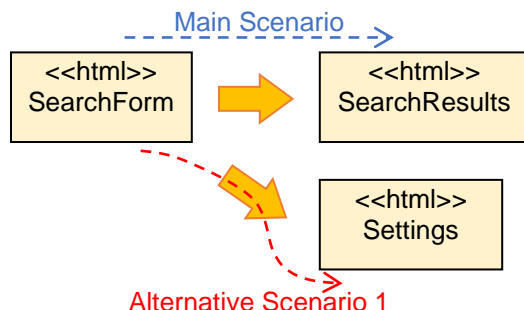 Main Scenario
<<html>>
SearchForm
<<html>>
SearchResults
<<html>>
Settings
Alternative Scenario 1